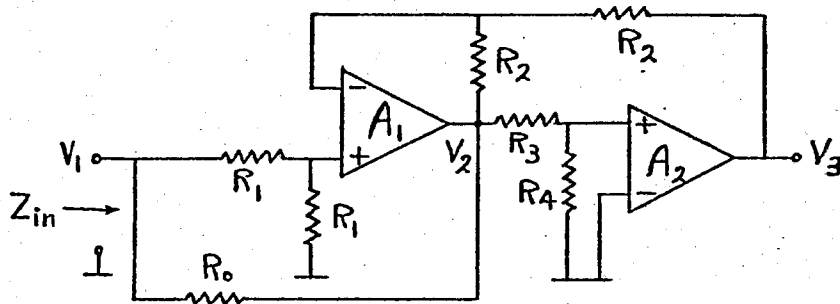 R₂
R₂
−
A₁
+
V₂
R₃
R₄
+
A₂
−
V₃
V₁
R₁
R₁
Zin
R₀